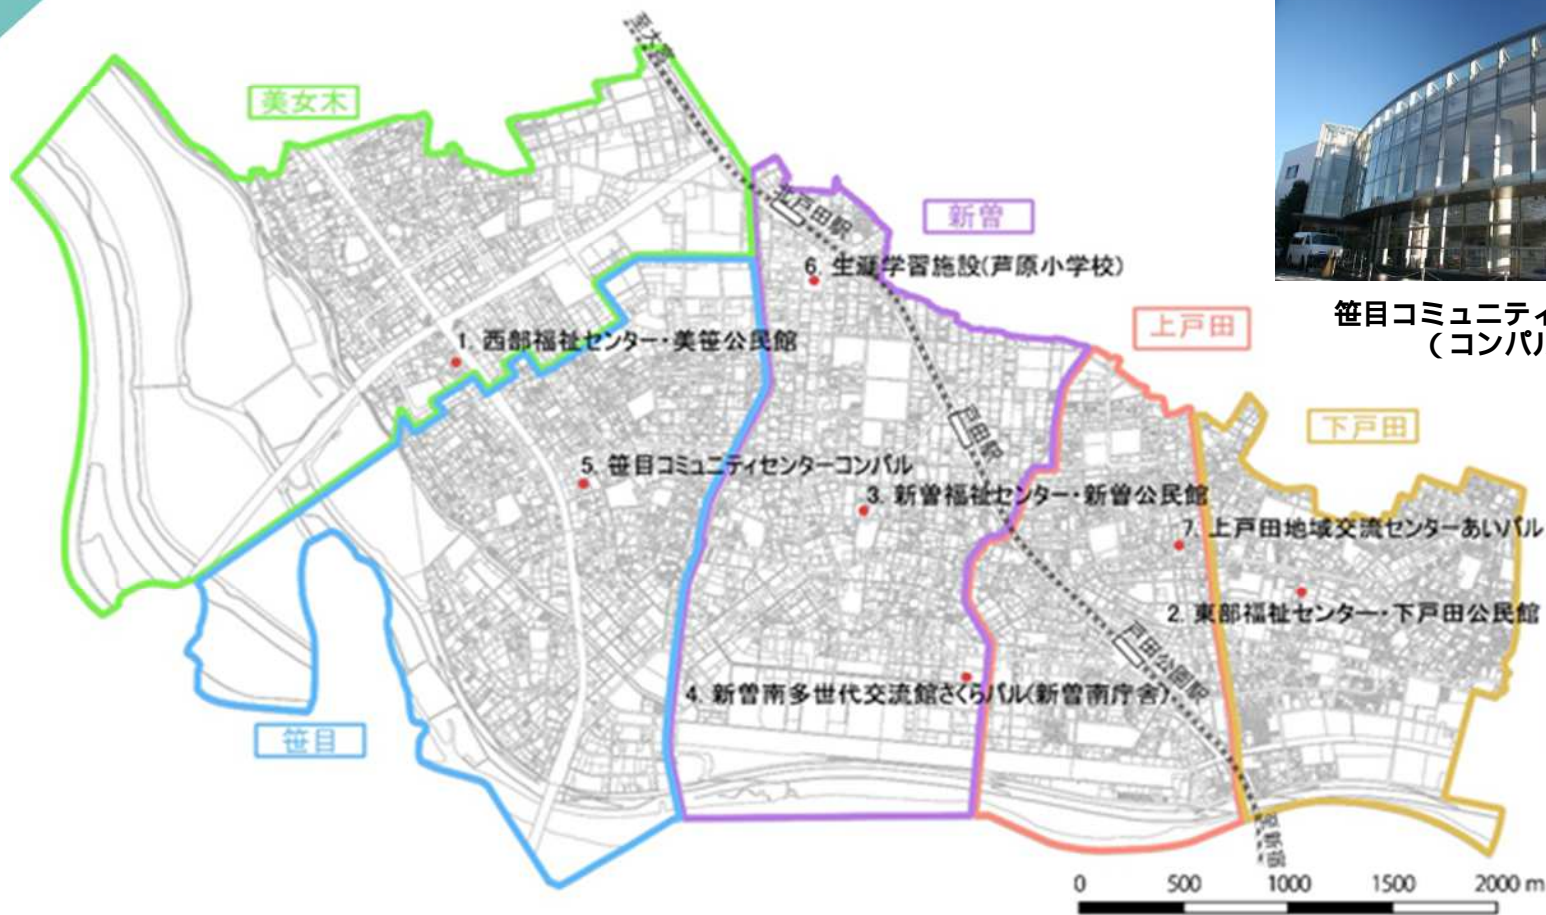 至大宮
美女木
北戸田駅
新曽
6. 生涯学習施設(芦原小学校)
上戸田
笹目コミュニティ
(コンパル
1. 西部福祉センター・美笹公民館
戸田駅
下戸田
5. 笹目コミュニティセンターコンパル
3. 新曽福祉センター・新曽公民館
7. 上戸田地域交流センターあいパル
2. 東部福祉センター・下戸田公民館
戸田公園駅
4. 新曽南多世代交流館さくらパル(新曽南庁舎)
笹目
至新宿
0 500 1000 1500 2000 m